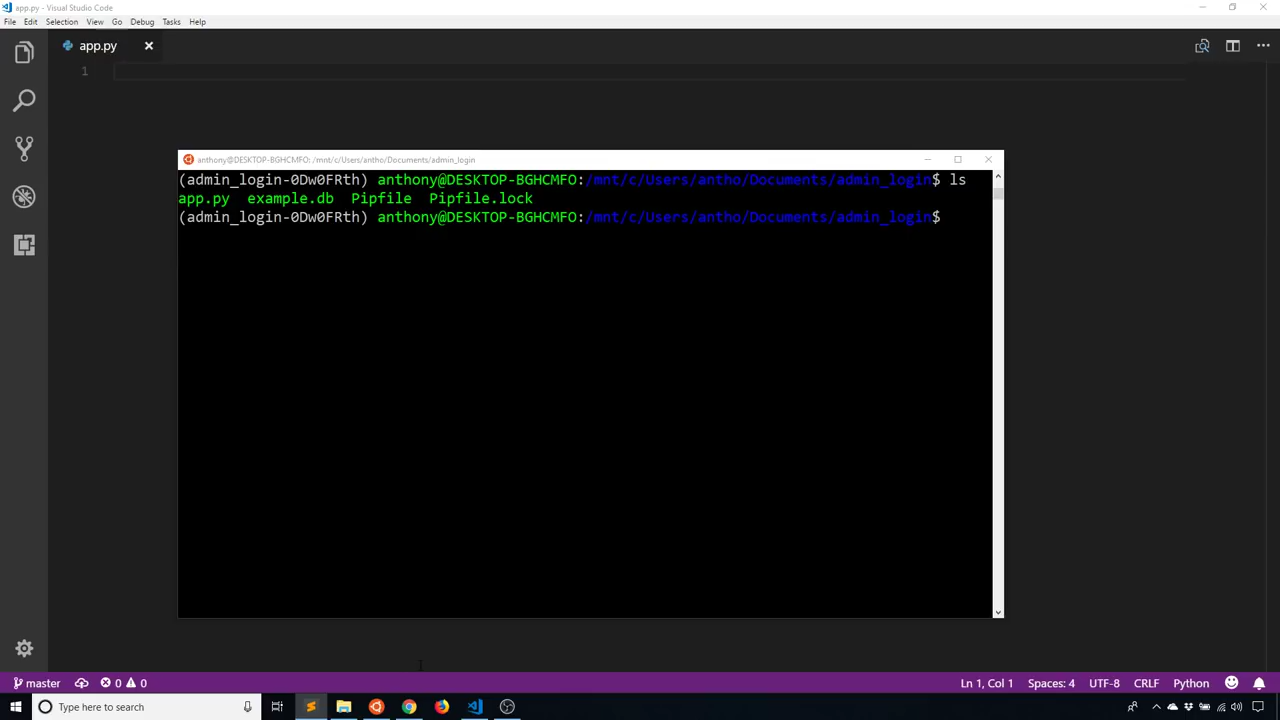 app.py - Visual Studio Code
File Edit Selection View Go Debug Tasks Help
app.py
1
anthony@DESKTOP-BGHCMFO: /mnt/c/Users/antho/Documents/admin_login
(admin_login-0Dw0FRth) anthony@DESKTOP-BGHCMFO:/mnt/c/Users/antho/Documents/admin_login$ ls
app.py example.db Pipfile Pipfile.lock
(admin_login-0Dw0FRth) anthony@DESKTOP-BGHCMFO:/mnt/c/Users/antho/Documents/admin_login$
master 0 0 Ln 1, Col 1 Spaces: 4 UTF-8 CRLF Python
Type here to search